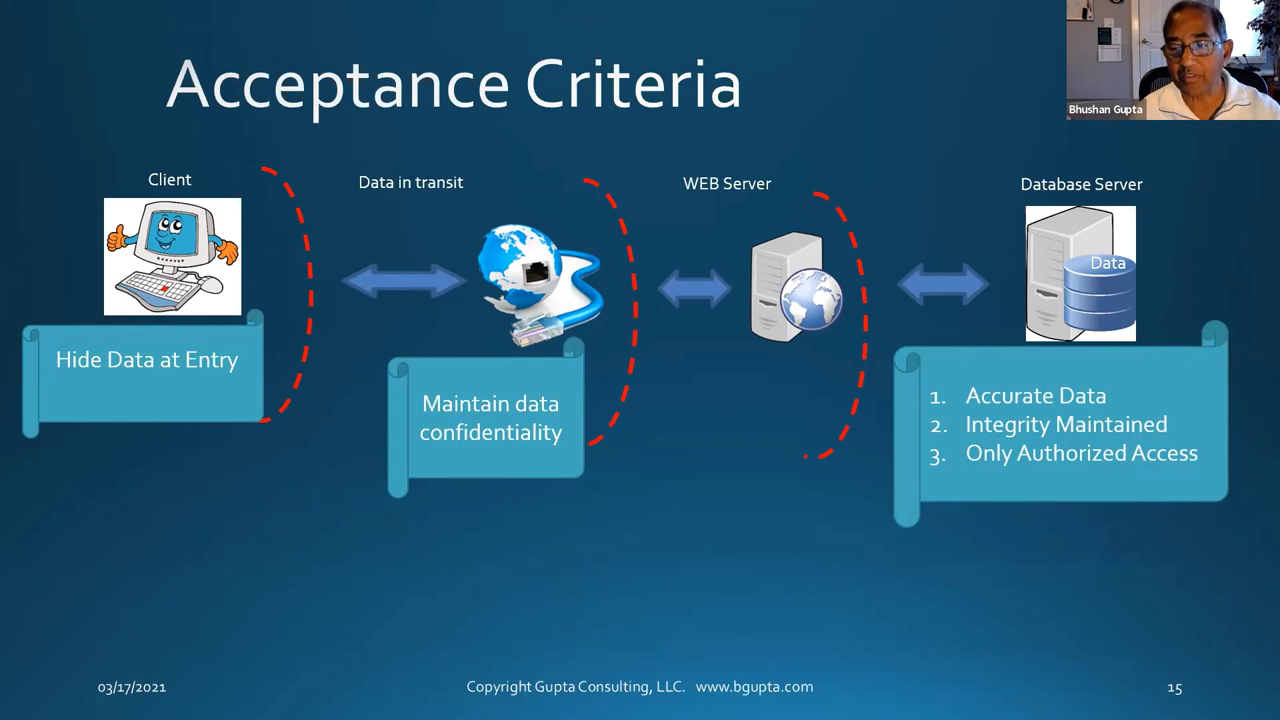 Acceptance Criteria
Bhushan Gupta
Client
Data in transit
WEB Server
Database Server
Data
Hide Data at Entry
Maintain data
confidentiality
1. Accurate Data
2. Integrity Maintained
3. Only Authorized Access
03/17/2021
Copyright Gupta Consulting, LLC. www.bgupta.com
15